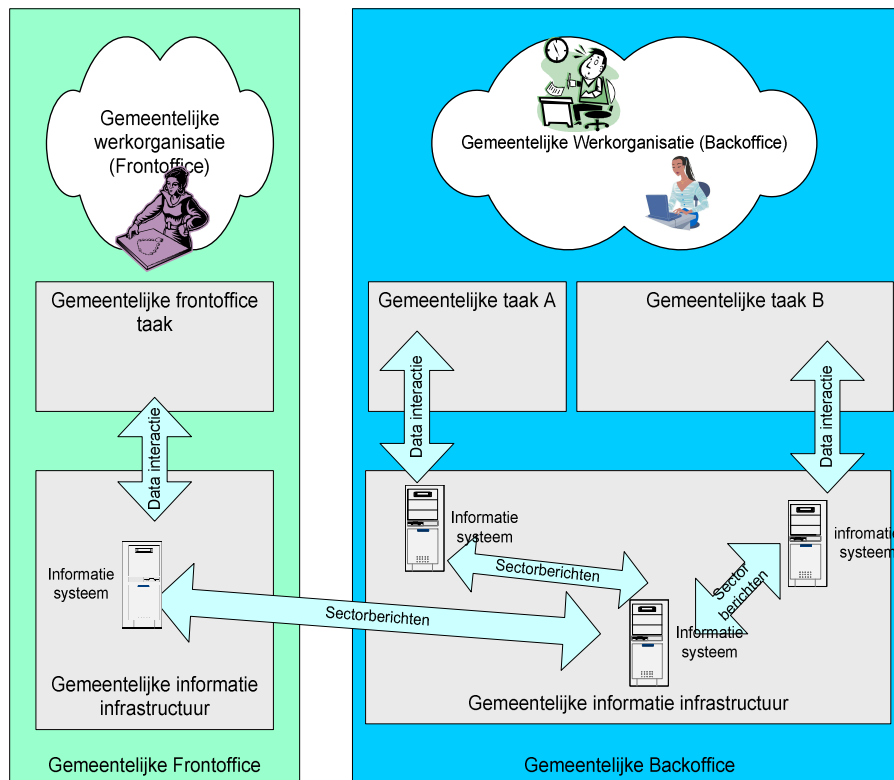 Gemeentelijke
werkorganisatie
(Frontoffice)
Gemeentelijke frontoffice
taak
Data interactie
Informatie
systeem
Gemeentelijke informatie
infrastructuur
Gemeentelijke Frontoffice
Gemeentelijke Werkorganisatie (Backoffice)
Gemeentelijke taak A
Gemeentelijke taak B
Data interactie
Data interactie
Informatie
systeem
infromatie
systeem
Sectorberichten
Sector
berichten
Sectorberichten
Informatie
systeem
Gemeentelijke informatie infrastructuur
Gemeentelijke Backoffice